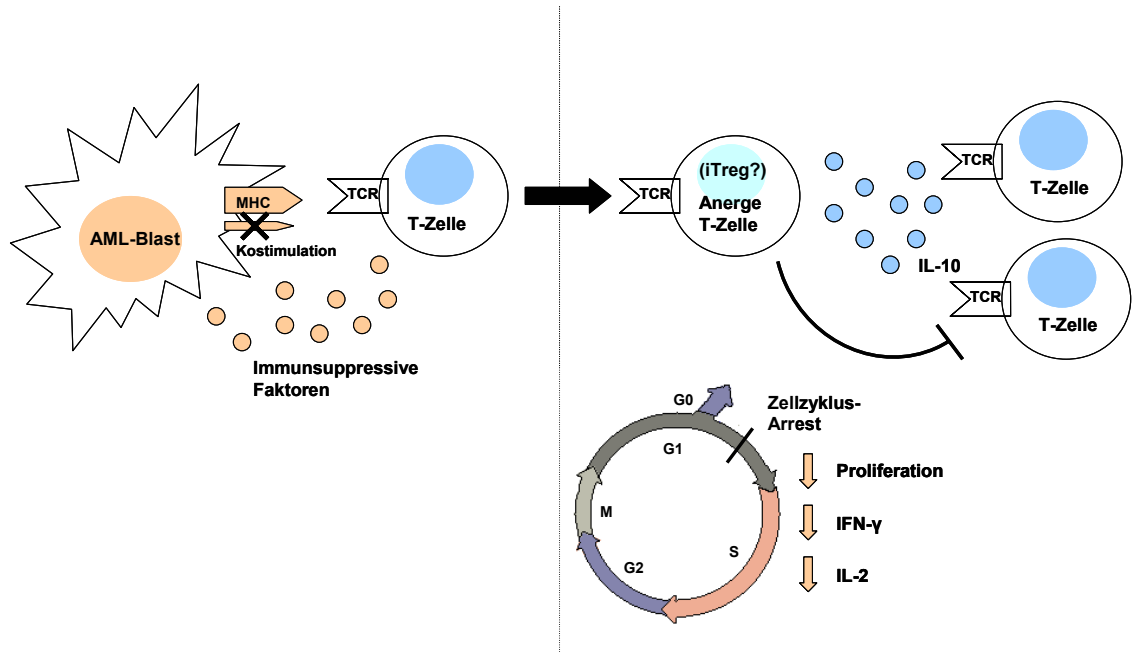 AML-Blast
MHC
Kostimulation
TCR
T-Zelle
Immunsuppressive
Faktoren
TCR
(iTreg?)
Anerge
T-Zelle
IL-10
TCR
T-Zelle
TCR
T-Zelle
G0
G1
S
G2
M
Zellzyklus-
Arrest
Proliferation
IFN-γ
IL-2